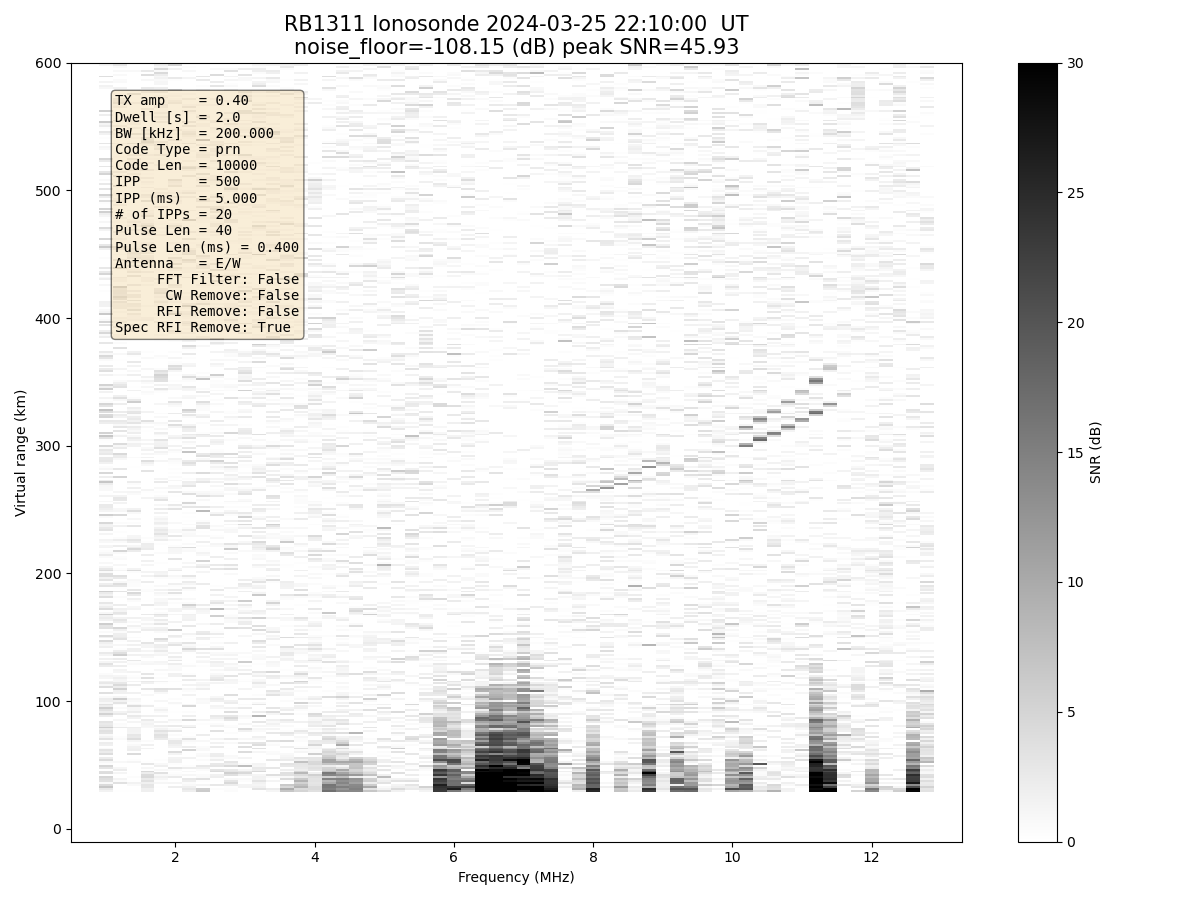 RB1311 Ionosonde 2024-03-25 22:10:00  UT
noise_floor=-108.15 (dB) peak SNR=45.93
TX amp    = 0.40
Dwell [s] = 2.0
BW [kHz]  = 200.000
Code Type = prn
Code Len  = 10000
IPP       = 500
IPP (ms)  = 5.000
# of IPPs = 20
Pulse Len = 40
Pulse Len (ms) = 0.400
Antenna   = E/W
FFT Filter: False
CW Remove: False
RFI Remove: False
Spec RFI Remove: True
600
500
400
300
200
100
0
Virtual range (km)
2
4
6
8
10
12
Frequency (MHz)
30
25
20
15
10
5
0
SNR (dB)